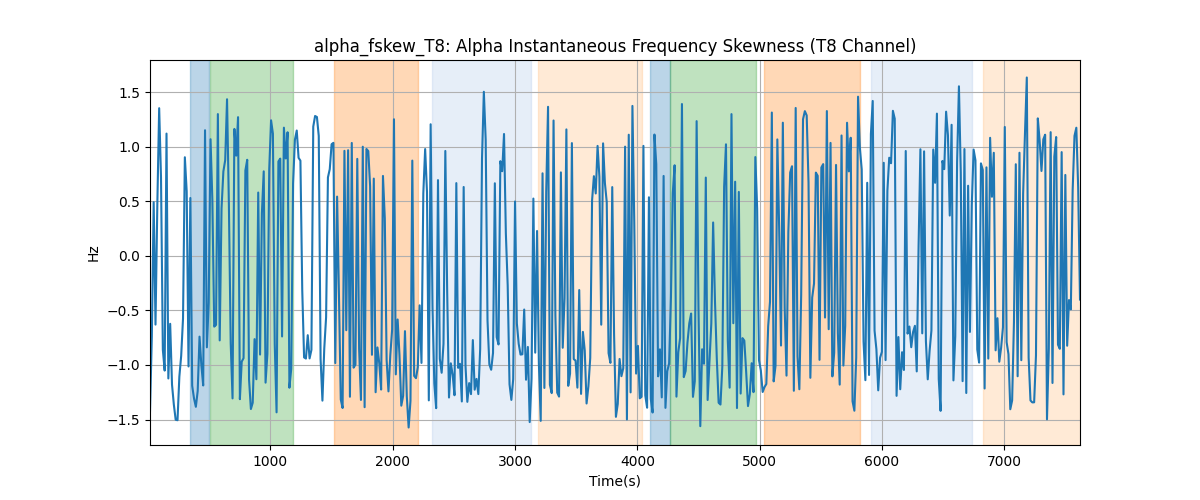 alpha_fskew_T8: Alpha Instantaneous Frequency Skewness (T8 Channel)
1.5
1.0
0.5
0.0
−0.5
−1.0
−1.5
Hz
1000 2000 3000 4000 5000 6000 7000
Time(s)